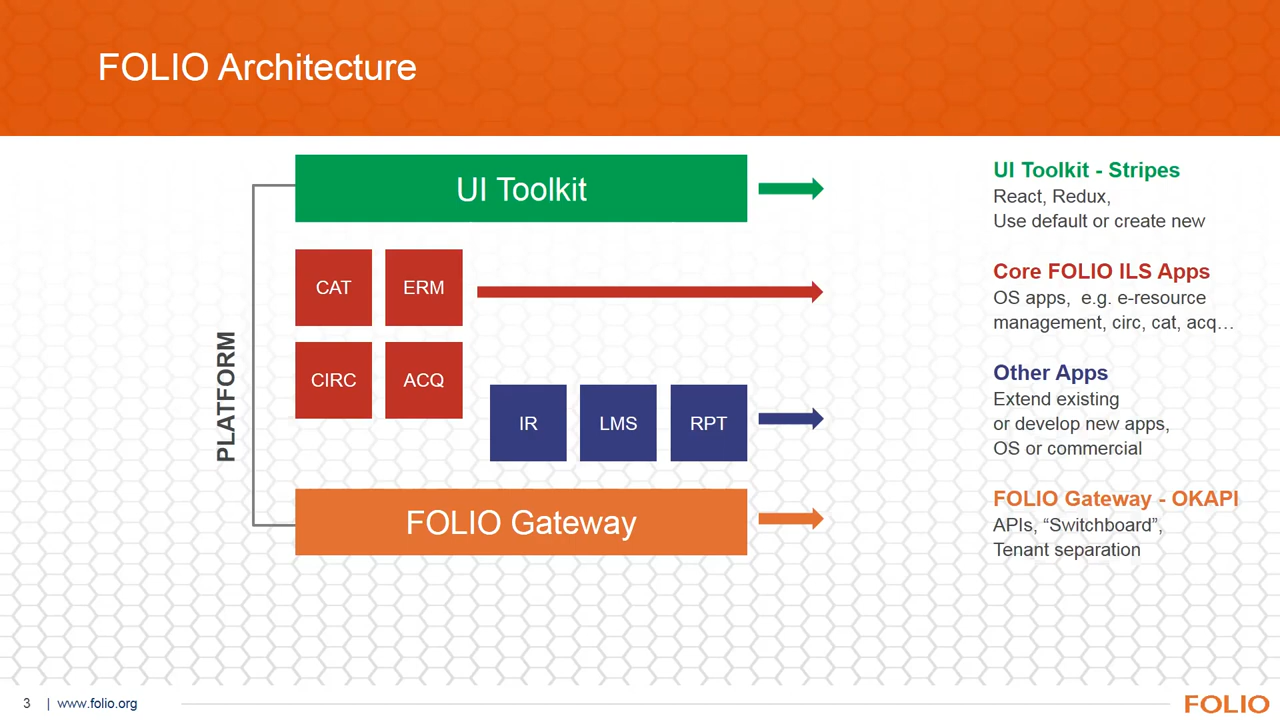 FOLIO Architecture
UI Toolkit
CAT
ERM
CIRC
ACQ
IR
LMS
RPT
FOLIO Gateway
PLATFORM
UI Toolkit - Stripes
React, Redux,
Use default or create new
Core FOLIO ILS Apps
OS apps, e.g. e-resource
management, circ, cat, acq…
Other Apps
Extend existing
or develop new apps,
OS or commercial
FOLIO Gateway - OKAPI
APIs, “Switchboard”,
Tenant separation
3 | www.folio.org
FOLIO